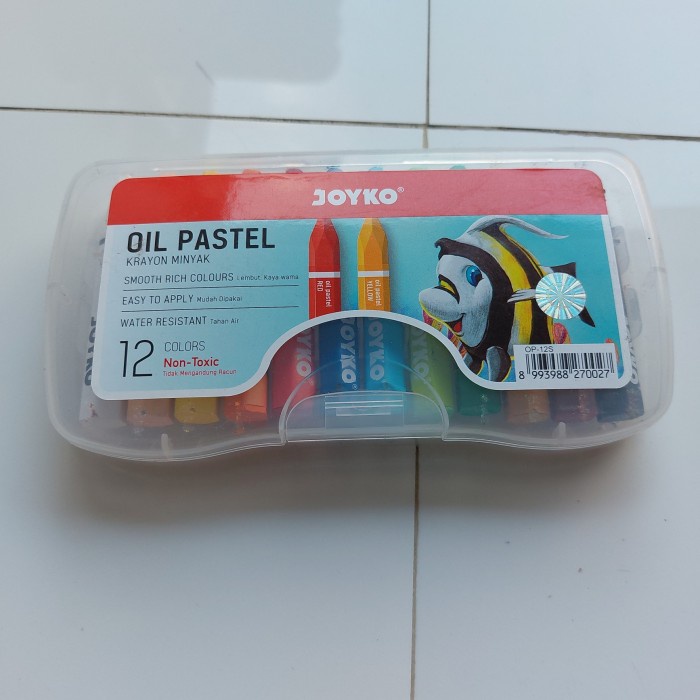 JOYKO®
OIL PASTEL
KRAYON MINYAK
SMOOTH RICH COLOURS Lembut, Kaya warna
EASY TO APPLY Mudah Dipakai
WATER RESISTANT Tahan Air
12 COLORS
Non-Toxic
Tidak Mengandung Racun
oil pastel
RED
oil pastel
YELLOW
JOYKO
JOYKO
OP-12S
8 993988 270027